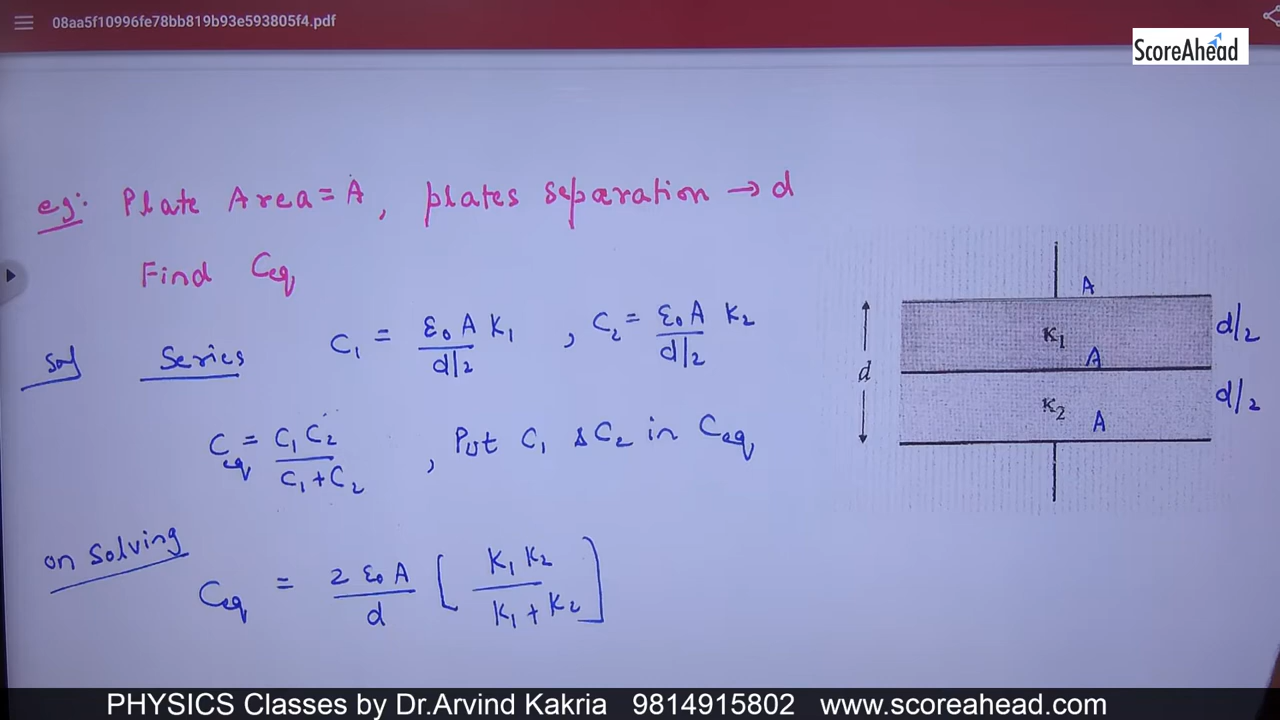 08aa5f10996fe78bb819b93e593805f4.pdf
ScoreAhead
eg: Plate Area = A, plates separation → d
Find Ceq
Sol Series C₁ = ε₀ A K₁ / d/2 , C₂ = ε₀ A K₂ / d/2
Ceq = C₁ C₂ / C₁ + C₂ , Put C₁ & C₂ in Ceq
on solving
Ceq = 2 ε₀ A / d [ K₁ K₂ / K₁ + K₂ ]
A
κ₁
d/2
A
d
κ₂
d/2
A
PHYSICS Classes by Dr.Arvind Kakria 9814915802 www.scoreahead.com